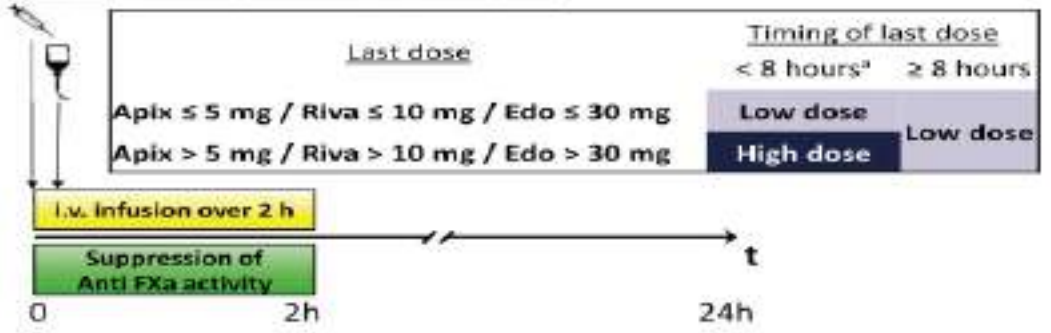 Last dose
Timing of last dose
< 8 hoursª ≥ 8 hours
Apix ≤ 5 mg / Riva ≤ 10 mg / Edo ≤ 30 mg
Low dose
Low dose
Apix > 5 mg / Riva > 10 mg / Edo > 30 mg
High dose
i.v. infusion over 2 h
t
Suppression of
Anti FXa activity
0 2h 24h